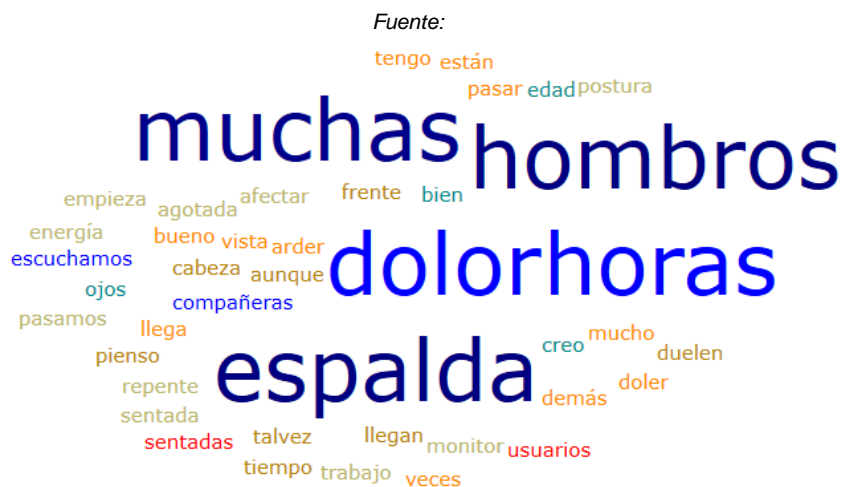 Fuente:
tengo están
pasar edad postura
muchas hombros
empieza agotada afectar frente bien
energía bueno vista arder
escuchamos cabeza aunque dolor horas
ojos compañeras
pasamos llega
pienso espalda creo mucho duelen
repente demás doler
sentada
sentadas talvez llegan monitor usuarios
tiempo trabajo veces